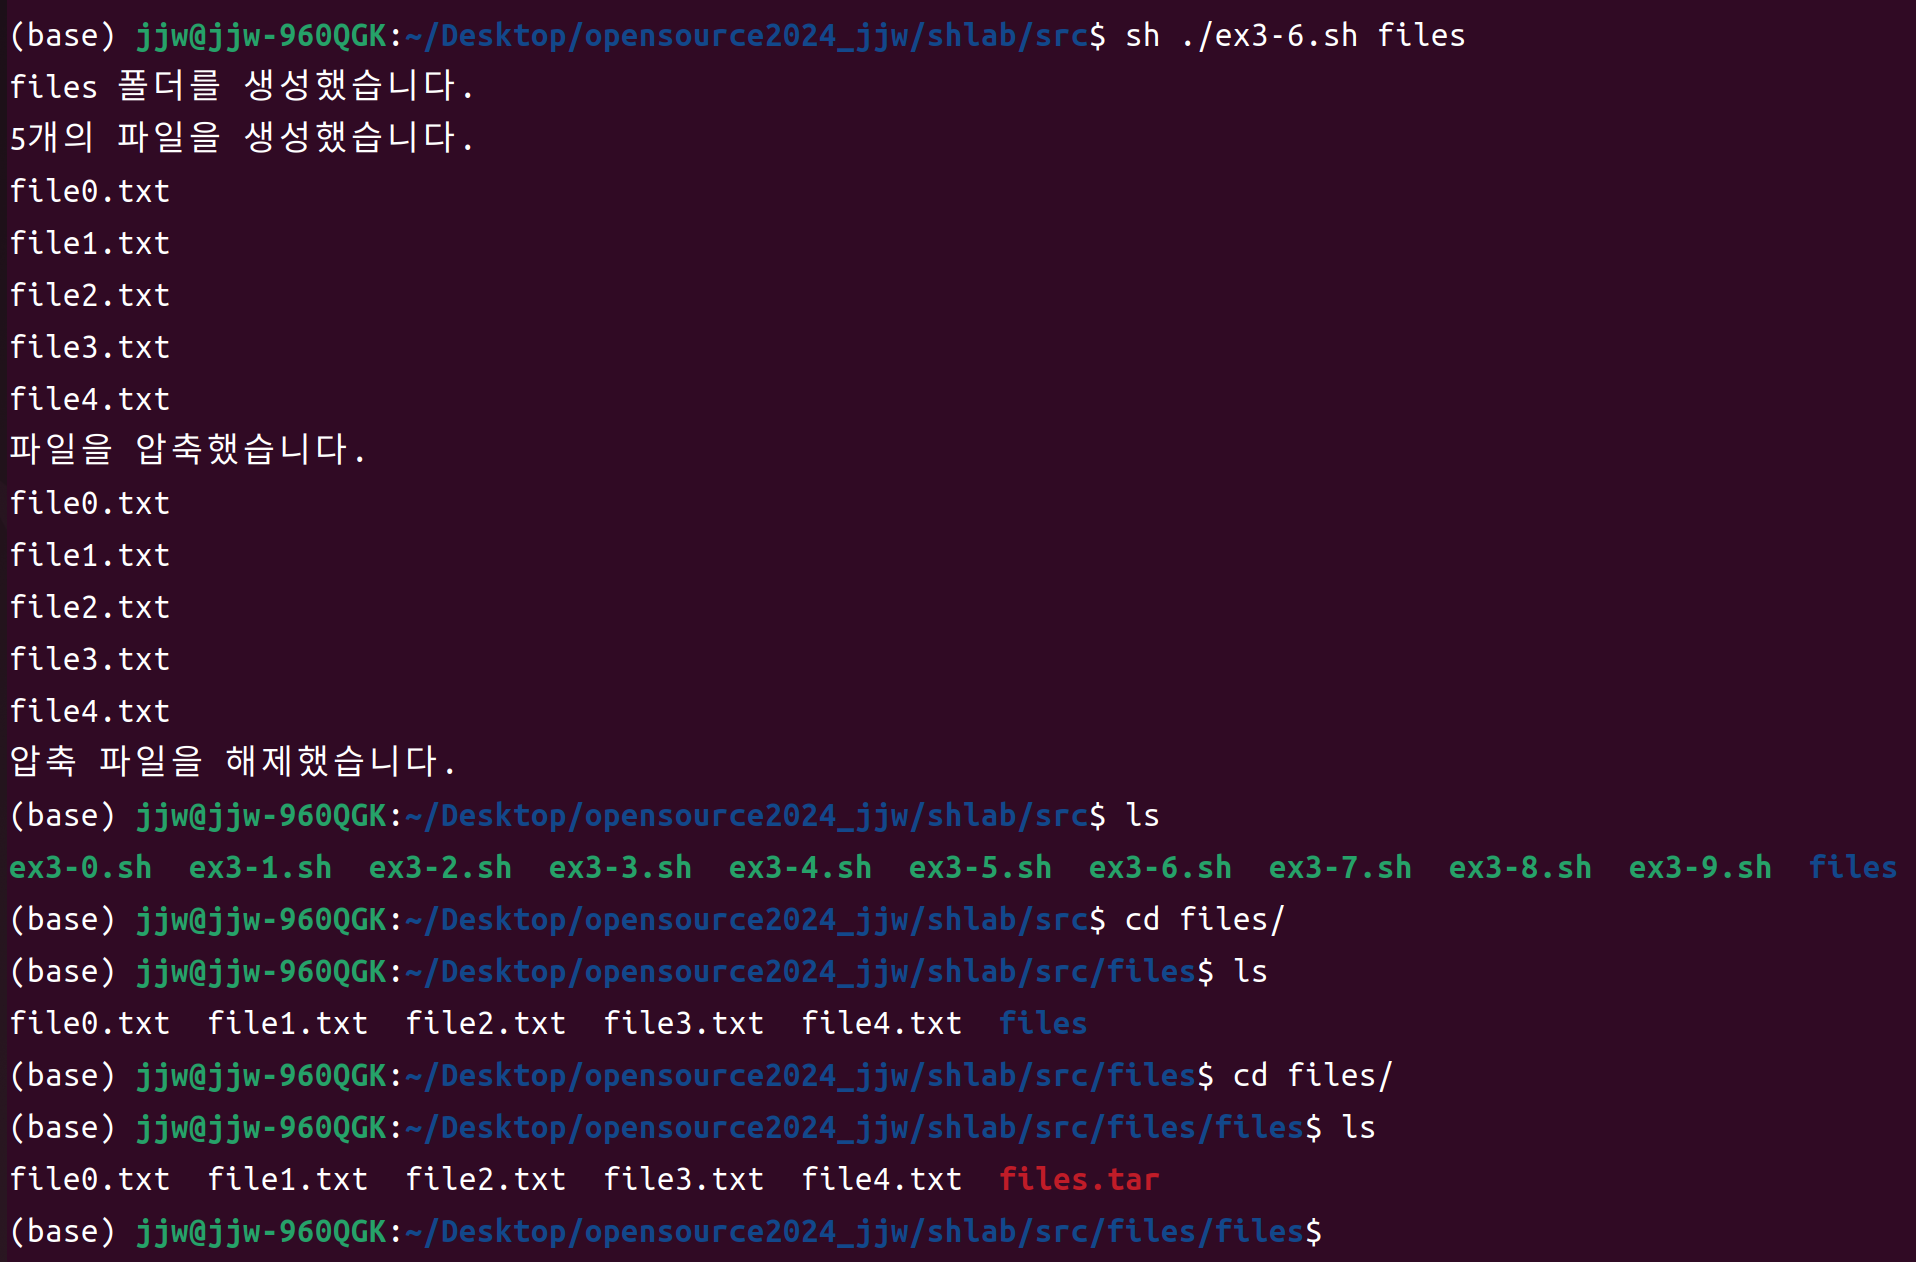 (base) jjw@jjw-960QGK:~/Desktop/opensource2024_jjw/shlab/src$ sh ./ex3-6.sh files
files 폴더를 생성했습니다.
5개의 파일을 생성했습니다.
file0.txt
file1.txt
file2.txt
file3.txt
file4.txt
파일을 압축했습니다.
file0.txt
file1.txt
file2.txt
file3.txt
file4.txt
압축 파일을 해제했습니다.
(base) jjw@jjw-960QGK:~/Desktop/opensource2024_jjw/shlab/src$ ls
ex3-0.sh  ex3-1.sh  ex3-2.sh  ex3-3.sh  ex3-4.sh  ex3-5.sh  ex3-6.sh  ex3-7.sh  ex3-8.sh  ex3-9.sh  files
(base) jjw@jjw-960QGK:~/Desktop/opensource2024_jjw/shlab/src$ cd files/
(base) jjw@jjw-960QGK:~/Desktop/opensource2024_jjw/shlab/src/files$ ls
file0.txt  file1.txt  file2.txt  file3.txt  file4.txt  files
(base) jjw@jjw-960QGK:~/Desktop/opensource2024_jjw/shlab/src/files$ cd files/
(base) jjw@jjw-960QGK:~/Desktop/opensource2024_jjw/shlab/src/files/files$ ls
file0.txt  file1.txt  file2.txt  file3.txt  file4.txt  files.tar
(base) jjw@jjw-960QGK:~/Desktop/opensource2024_jjw/shlab/src/files/files$